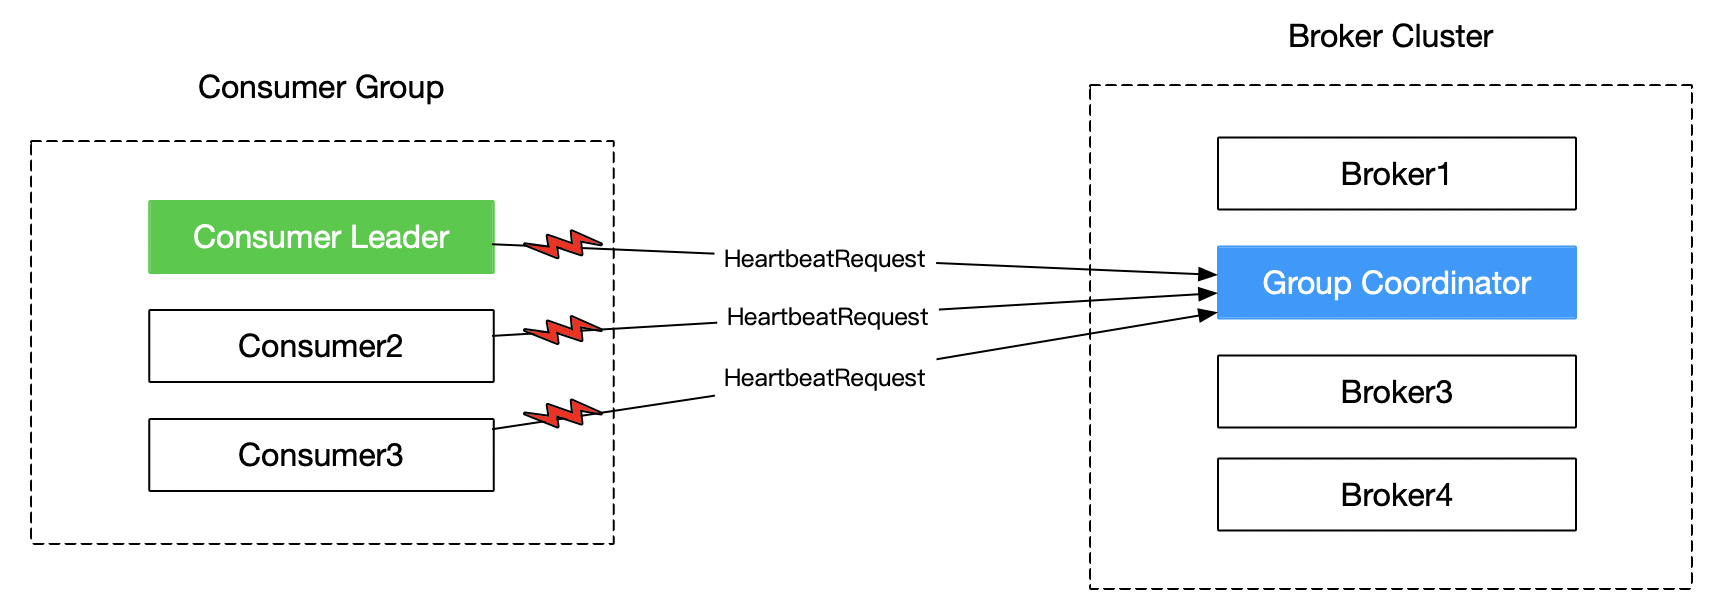 Consumer Group
Consumer Leader
Consumer2
Consumer3
HeartbeatRequest
HeartbeatRequest
HeartbeatRequest
Broker Cluster
Broker1
Group Coordinator
Broker3
Broker4